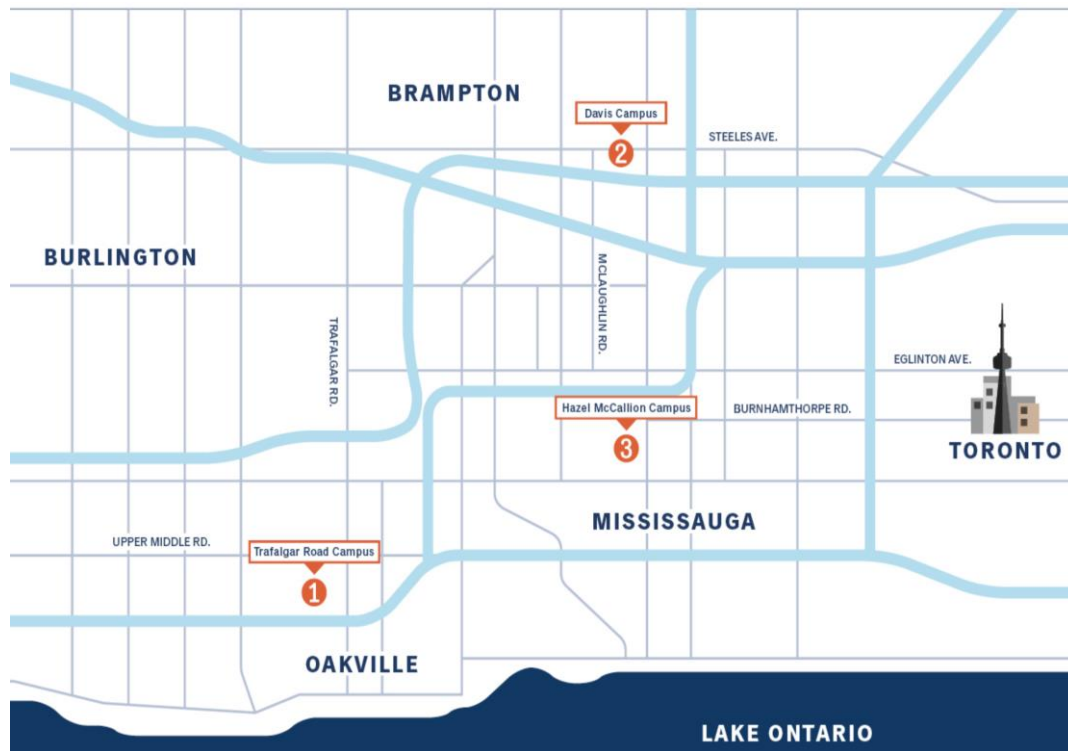 BRAMPTON
Davis Campus
2
STEELES AVE.
BURLINGTON
MCLAUGHLIN RD.
TRAFALGAR RD.
EGLINTON AVE.
Hazel McCallion Campus
BURNHAMTHORPE RD.
3
TORONTO
MISSISSAUGA
UPPER MIDDLE RD.
Trafalgar Road Campus
1
OAKVILLE
LAKE ONTARIO